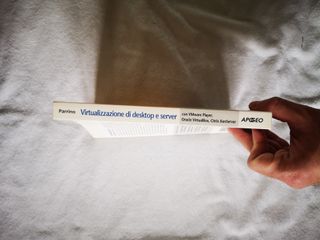 Parrino
Virtualizzazione di desktop e server
con VMware Player,
Oracle VirtualBox, Citrix XenServer
APOGEO